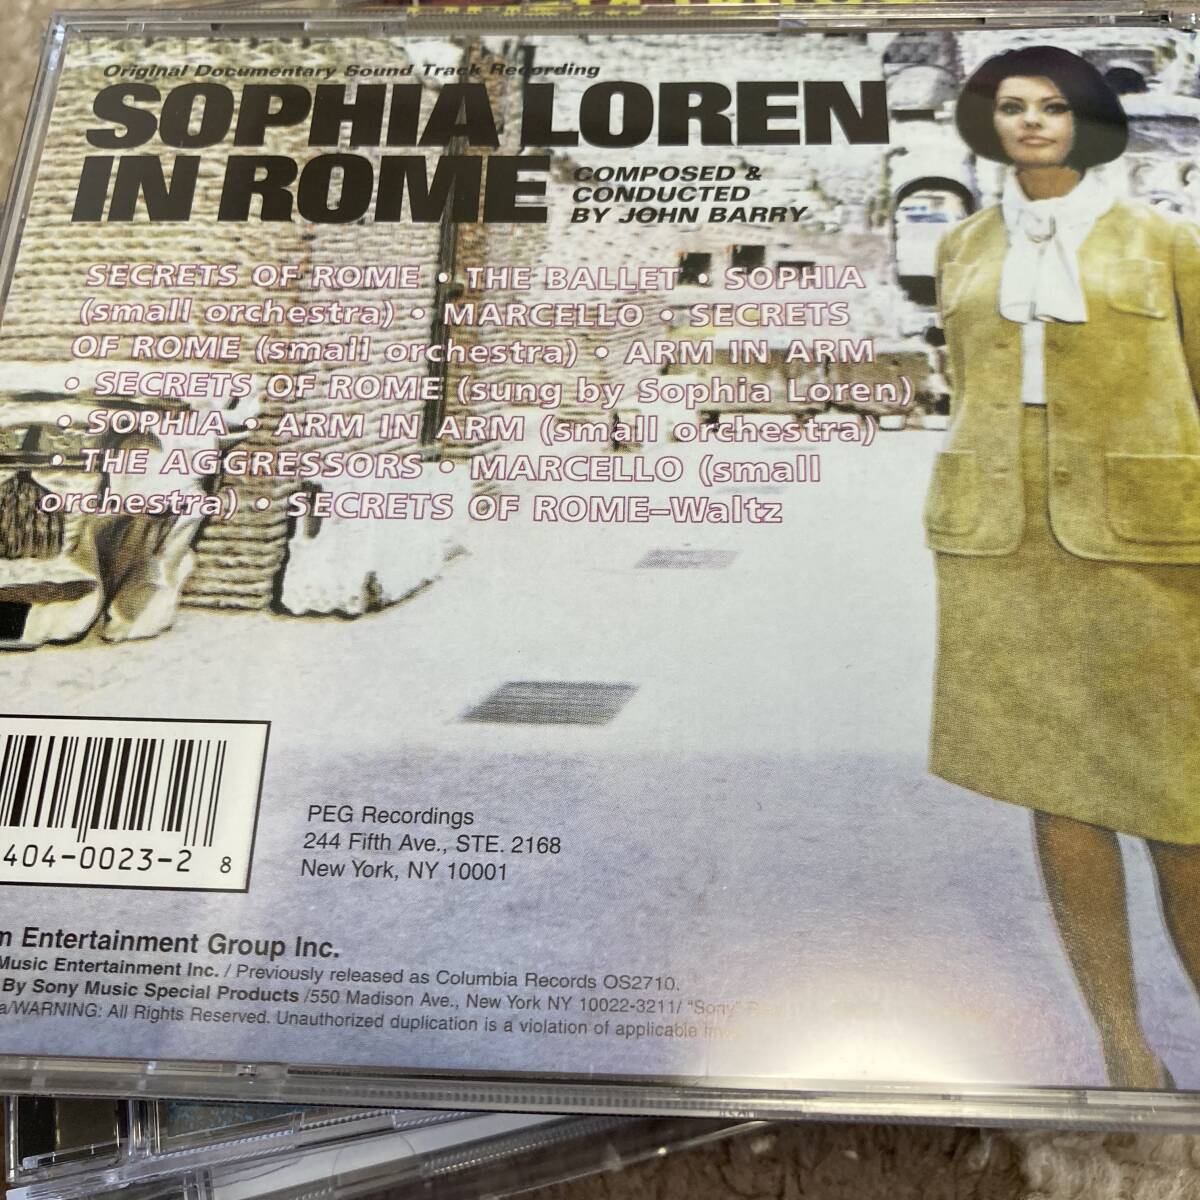 Original Documentary Sound Track Recording
SOPHIA LOREN
IN ROME
COMPOSED &
CONDUCTED
BY JOHN BARRY
SECRETS OF ROME • THE BALLET • SOPHIA
(small orchestra) • MARCELLO • SECRETS
OF ROME (small orchestra) • ARM IN ARM
• SECRETS OF ROME (sung by Sophia Loren)
• SOPHIA • ARM IN ARM (small orchestra)
• THE AGGRESSORS • MARCELLO (small
orchestra) • SECRETS OF ROME–Waltz
404-0023-2 8
PEG Recordings
244 Fifth Ave., STE. 2168
New York, NY 10001
Entertainment Group Inc.
Music Entertainment Inc. / Previously released as Columbia Records OS2710.
By Sony Music Special Products /550 Madison Ave., New York NY 10022-3211/ "Sony"
WARNING: All Rights Reserved. Unauthorized duplication is a violation of applicable